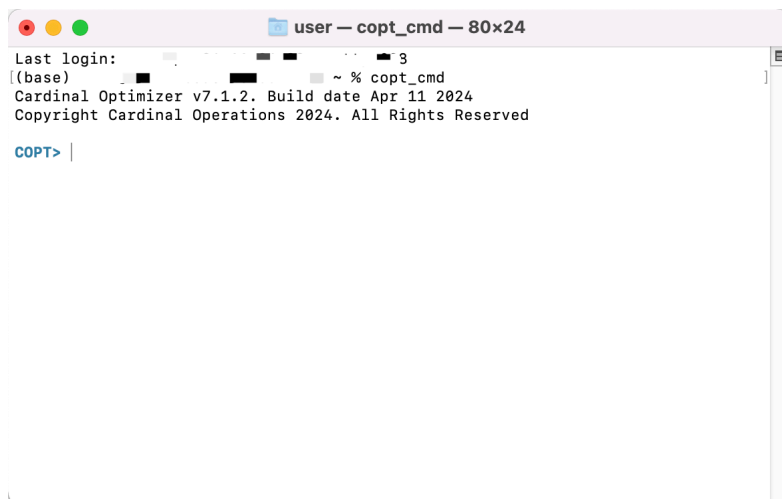 user — copt_cmd — 80×24
Last login: 3
(base) ~ % copt_cmd
Cardinal Optimizer v7.1.2. Build date Apr 11 2024
Copyright Cardinal Operations 2024. All Rights Reserved
COPT>